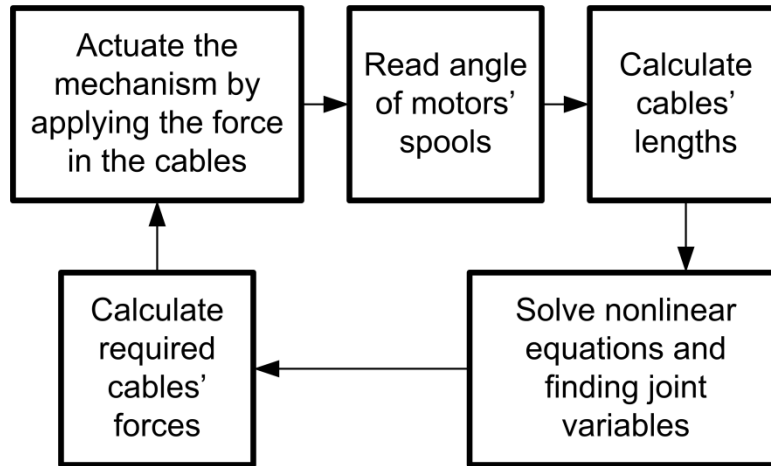 Actuate the
mechanism by
applying the force
in the cables
Read angle
of motors’
spools
Calculate
cables’
lengths
Solve nonlinear
equations and
finding joint
variables
Calculate
required
cables’
forces